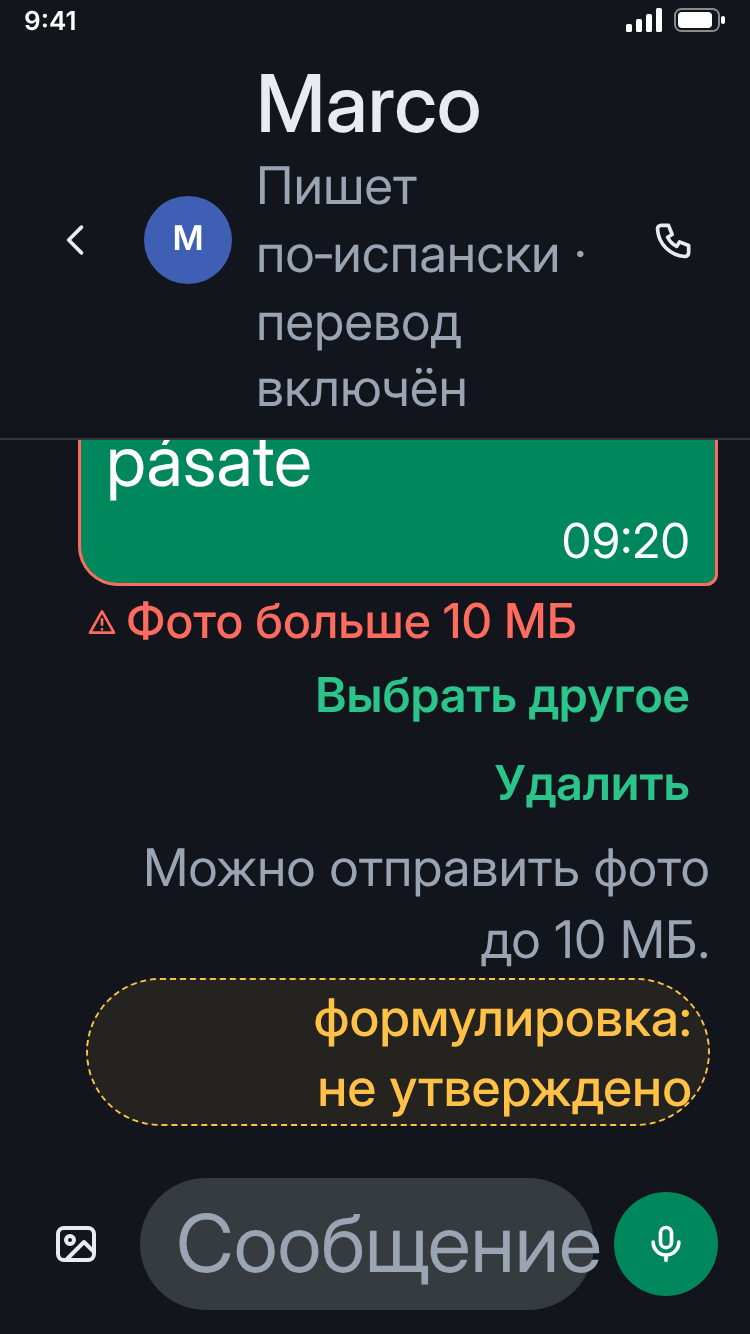 9:41
Marco
Пишет
по-испански ·
перевод
включён
M
pásate
09:20
Фото больше 10 МБ
Выбрать другое
Удалить
Можно отправить фото
до 10 МБ.
формулировка:
не утверждено
Сообщение